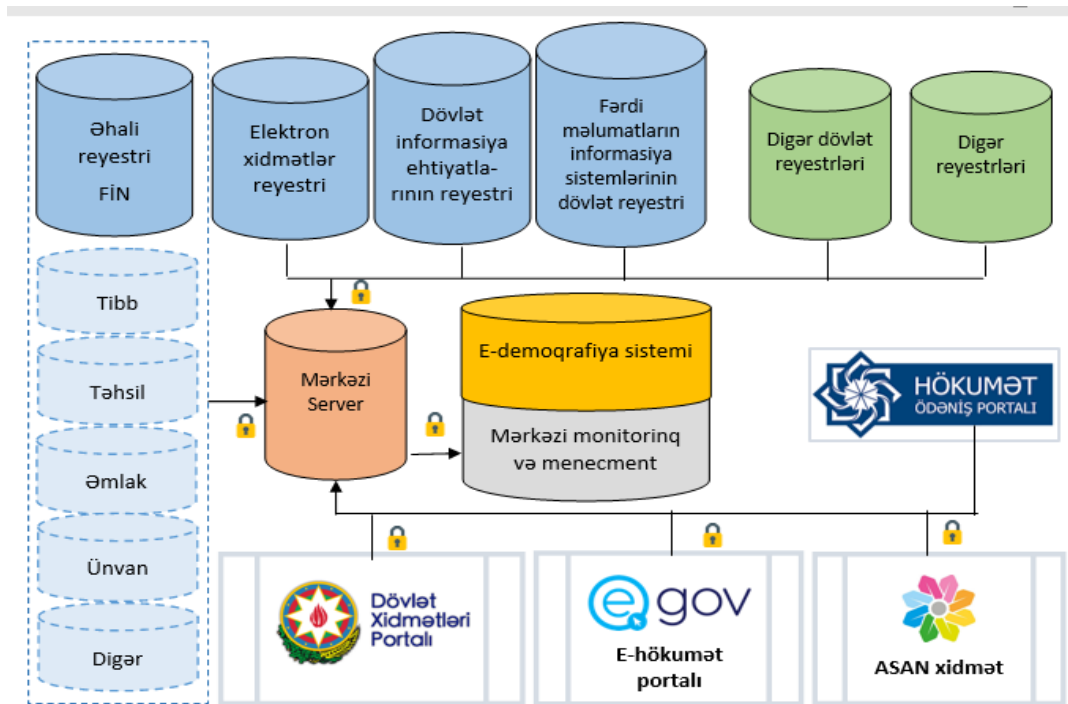 Əhali
reyestri
FİN
Elektron
xidmətlər
reyestri
Dövlət
informasiya
ehtiyatla-
rının reyestri
Fərdi
məlumatların
informasiya
sistemlərinin
dövlət reyestri
Digər dövlət
reyestrləri
Digər
reyestrləri
Tibb
Təhsil
Əmlak
Ünvan
Digər
Mərkəzi
Server
E-demoqrafiya sistemi
Mərkəzi monitorinq
və menecment
HÖKUMƏT
ÖDƏNİŞ PORTALI
Dövlət
Xidmətləri
Portalı
e gov
E-hökumət
portalı
ASAN xidmət